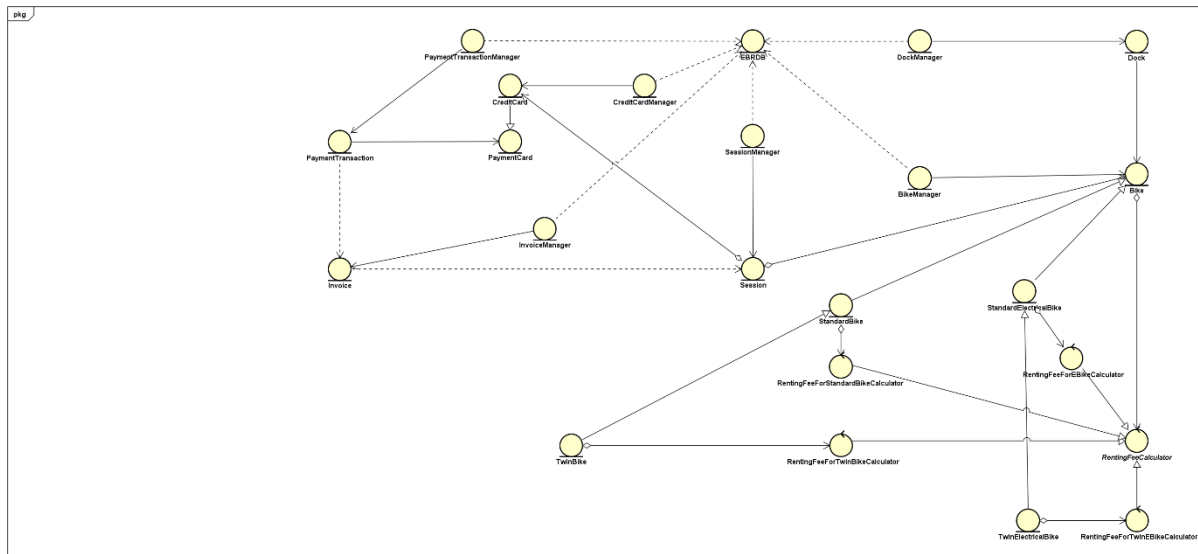 pkg
PaymentTransactionManager
EBRDB
DockManager
Dock
CreditCard
CreditCardManager
PaymentTransaction
PaymentCard
SessionManager
BikeManager
Bike
InvoiceManager
Invoice
Session
StandardBike
StandardElectricalBike
RentingFeeForStandardBikeCalculator
RentingFeeForEBikeCalculator
TwinBike
RentingFeeForTwinBikeCalculator
RentingFeeCalculator
TwinElectricalBike
RentingFeeForTwinEBikeCalculator